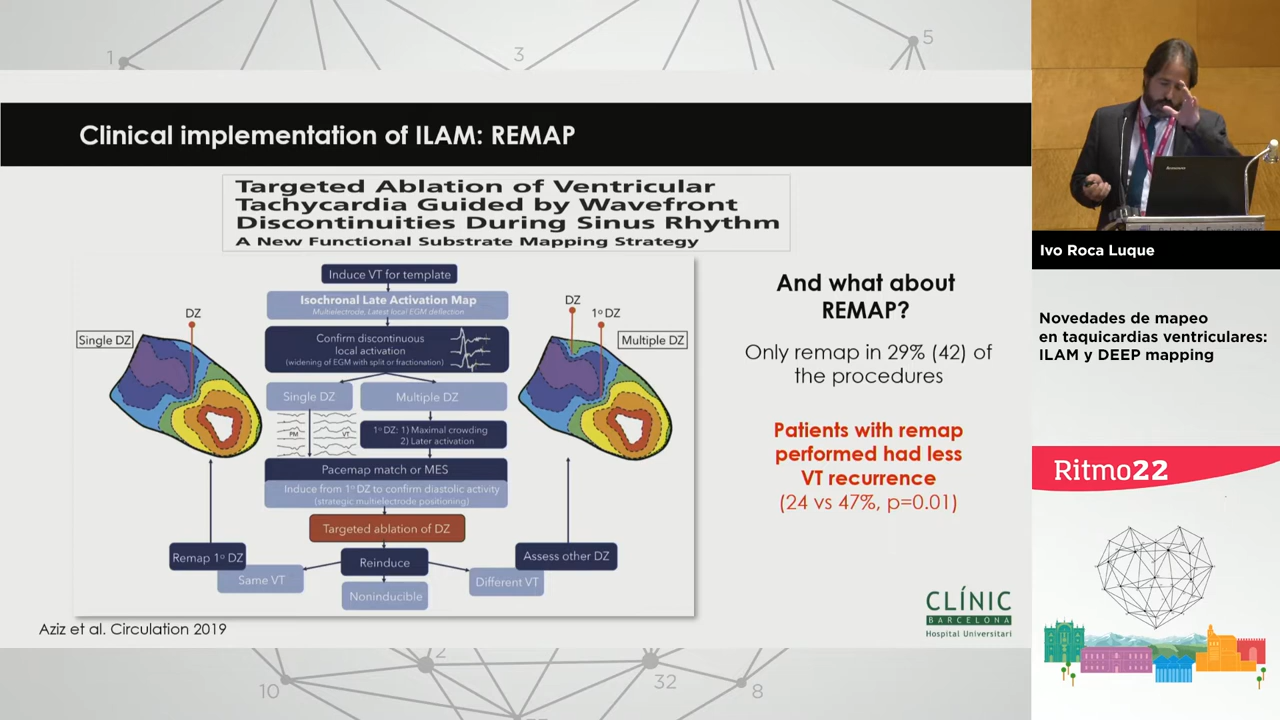 1
3
5
Clinical implementation of ILAM: REMAP
Targeted Ablation of Ventricular
Tachycardia Guided by Wavefront
Discontinuities During Sinus Rhythm
A New Functional Substrate Mapping Strategy
Induce VT for template
Isochronal Late Activation Map
Multielectrode, Latest local EGM deflection
Confirm discontinuous
local activation
(widening of EGM with split or fractionation)
DZ
Single DZ
DZ
1º DZ
Multiple DZ
Single DZ
Multiple DZ
PM
VT
1º DZ: 1) Maximal crowding
2) Later activation
Pacemap match or MES
Induce from 1º DZ to confirm diastolic activity
(strategic multielectrode positioning)
Targeted ablation of DZ
Remap 1º DZ
Reinduce
Assess other DZ
Same VT
Noninducible
Different VT
And what about
REMAP?
Only remap in 29% (42) of
the procedures
Patients with remap
performed had less
VT recurrence
(24 vs 47%, p=0.01)
CLÍNIC
BARCELONA
Hospital Universitari
Aziz et al. Circulation 2019
2
10
32
8
lenovo
Ivo Roca Luque
Novedades de mapeo
en taquicardias ventriculares:
ILAM y DEEP mapping
Ritmo22